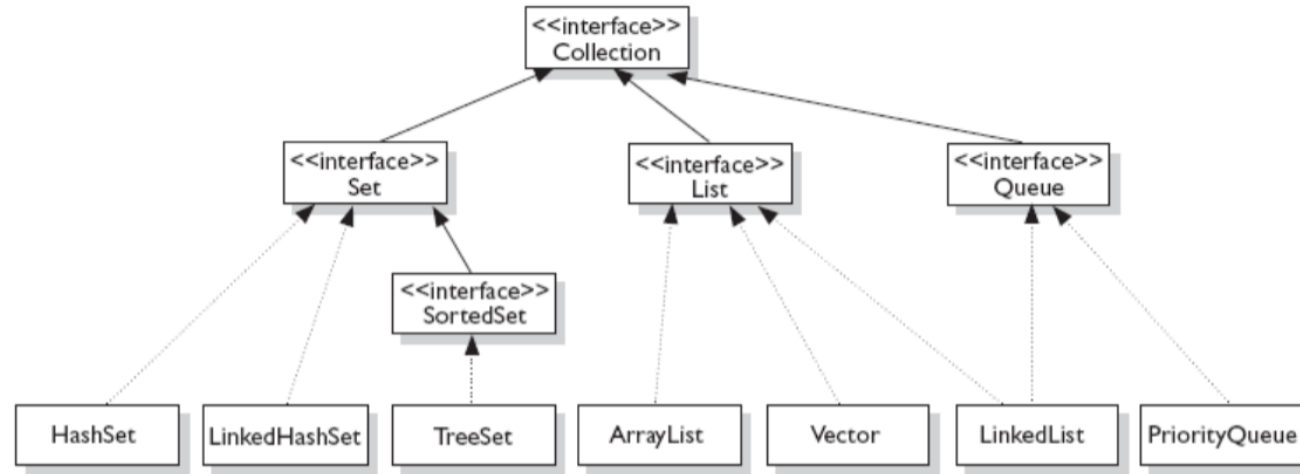 <<interface>>
Collection
<<interface>>
Set
<<interface>>
List
<<interface>>
Queue
<<interface>>
SortedSet
HashSet
LinkedHashSet
TreeSet
ArrayList
Vector
LinkedList
PriorityQueue